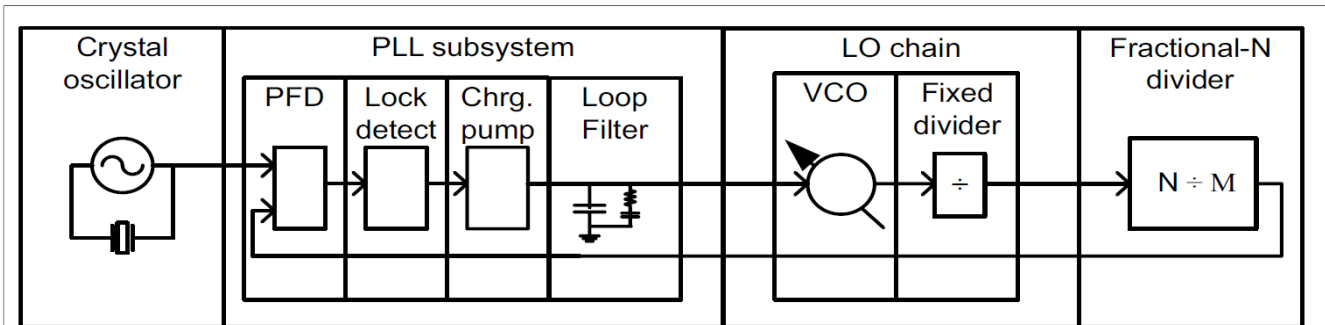 Crystal
oscillator
PLL subsystem
PFD
Lock
detect
Chrg.
pump
Loop
Filter
LO chain
VCO
Fixed
divider
÷
Fractional-N
divider
N ÷ M